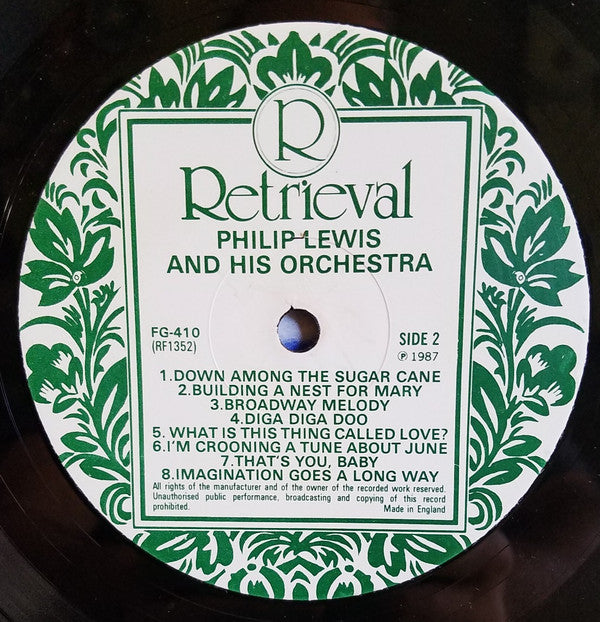 R
Retrieval
PHILIP LEWIS
AND HIS ORCHESTRA
FG-410
(RF1352)
SIDE 2
Ⓟ 1987
1.DOWN AMONG THE SUGAR CANE
2.BUILDING A NEST FOR MARY
3.BROADWAY MELODY
4.DIGA DIGA DOO
5. WHAT IS THIS THING CALLED LOVE?
6.I'M CROONING A TUNE ABOUT JUNE
7.THAT'S YOU, BABY
8.IMAGINATION GOES A LONG WAY
All rights of the manufacturer and of the owner of the recorded work reserved.
Unauthorised public performance, broadcasting and copying of this record
prohibited.
Made in England